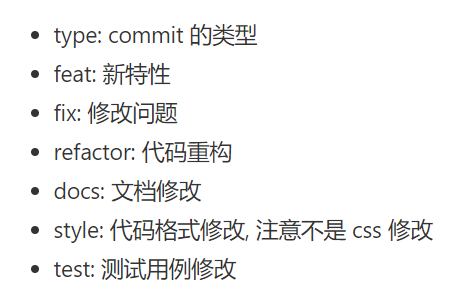 type: commit 的类型
feat: 新特性
fix: 修改问题
refactor: 代码重构
docs: 文档修改
style: 代码格式修改, 注意不是 css 修改
test: 测试用例修改